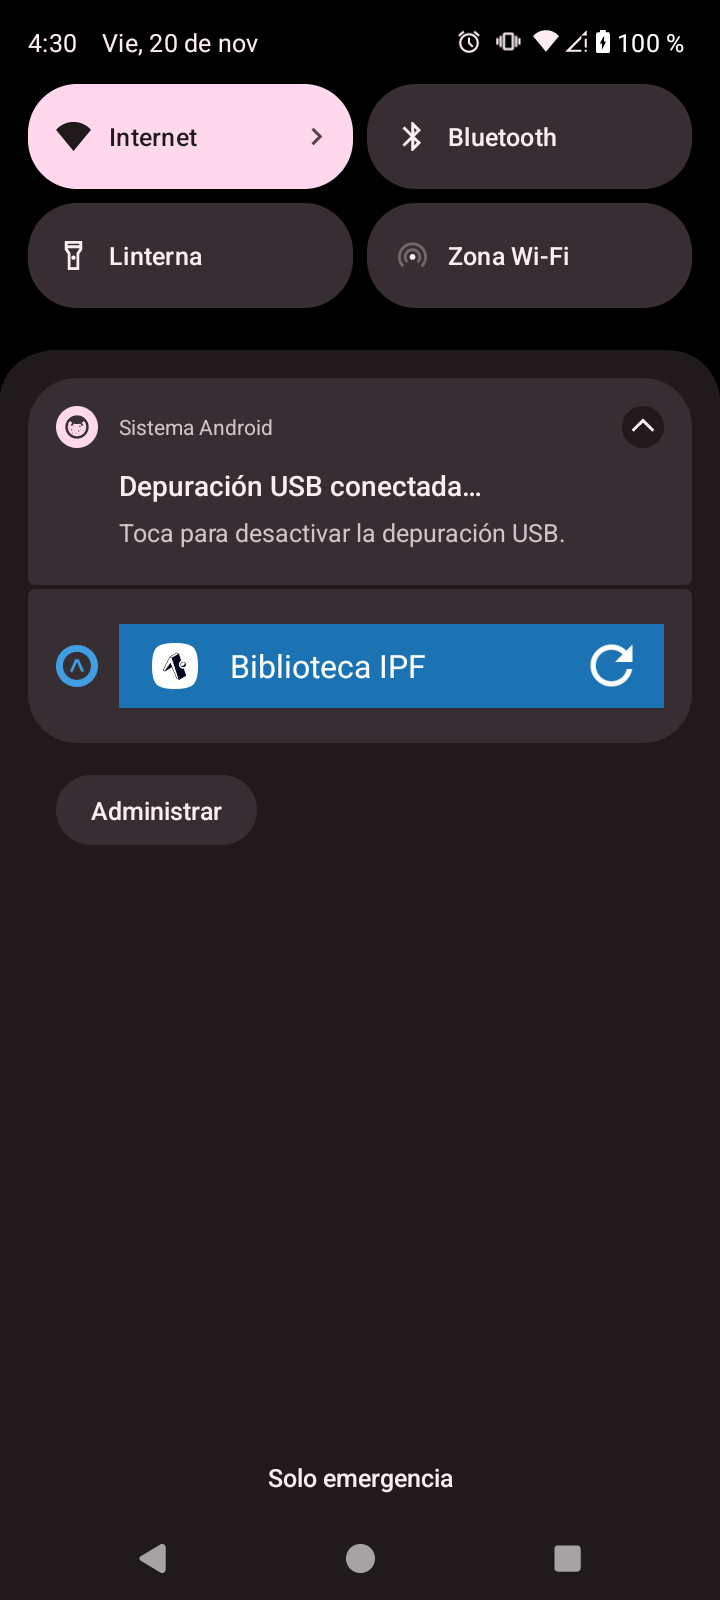 4:30 Vie, 20 de nov 100 %
Internet
Bluetooth
Linterna
Zona Wi-Fi
Sistema Android
Depuración USB conectada…
Toca para desactivar la depuración USB.
Biblioteca IPF
Administrar
Solo emergencia